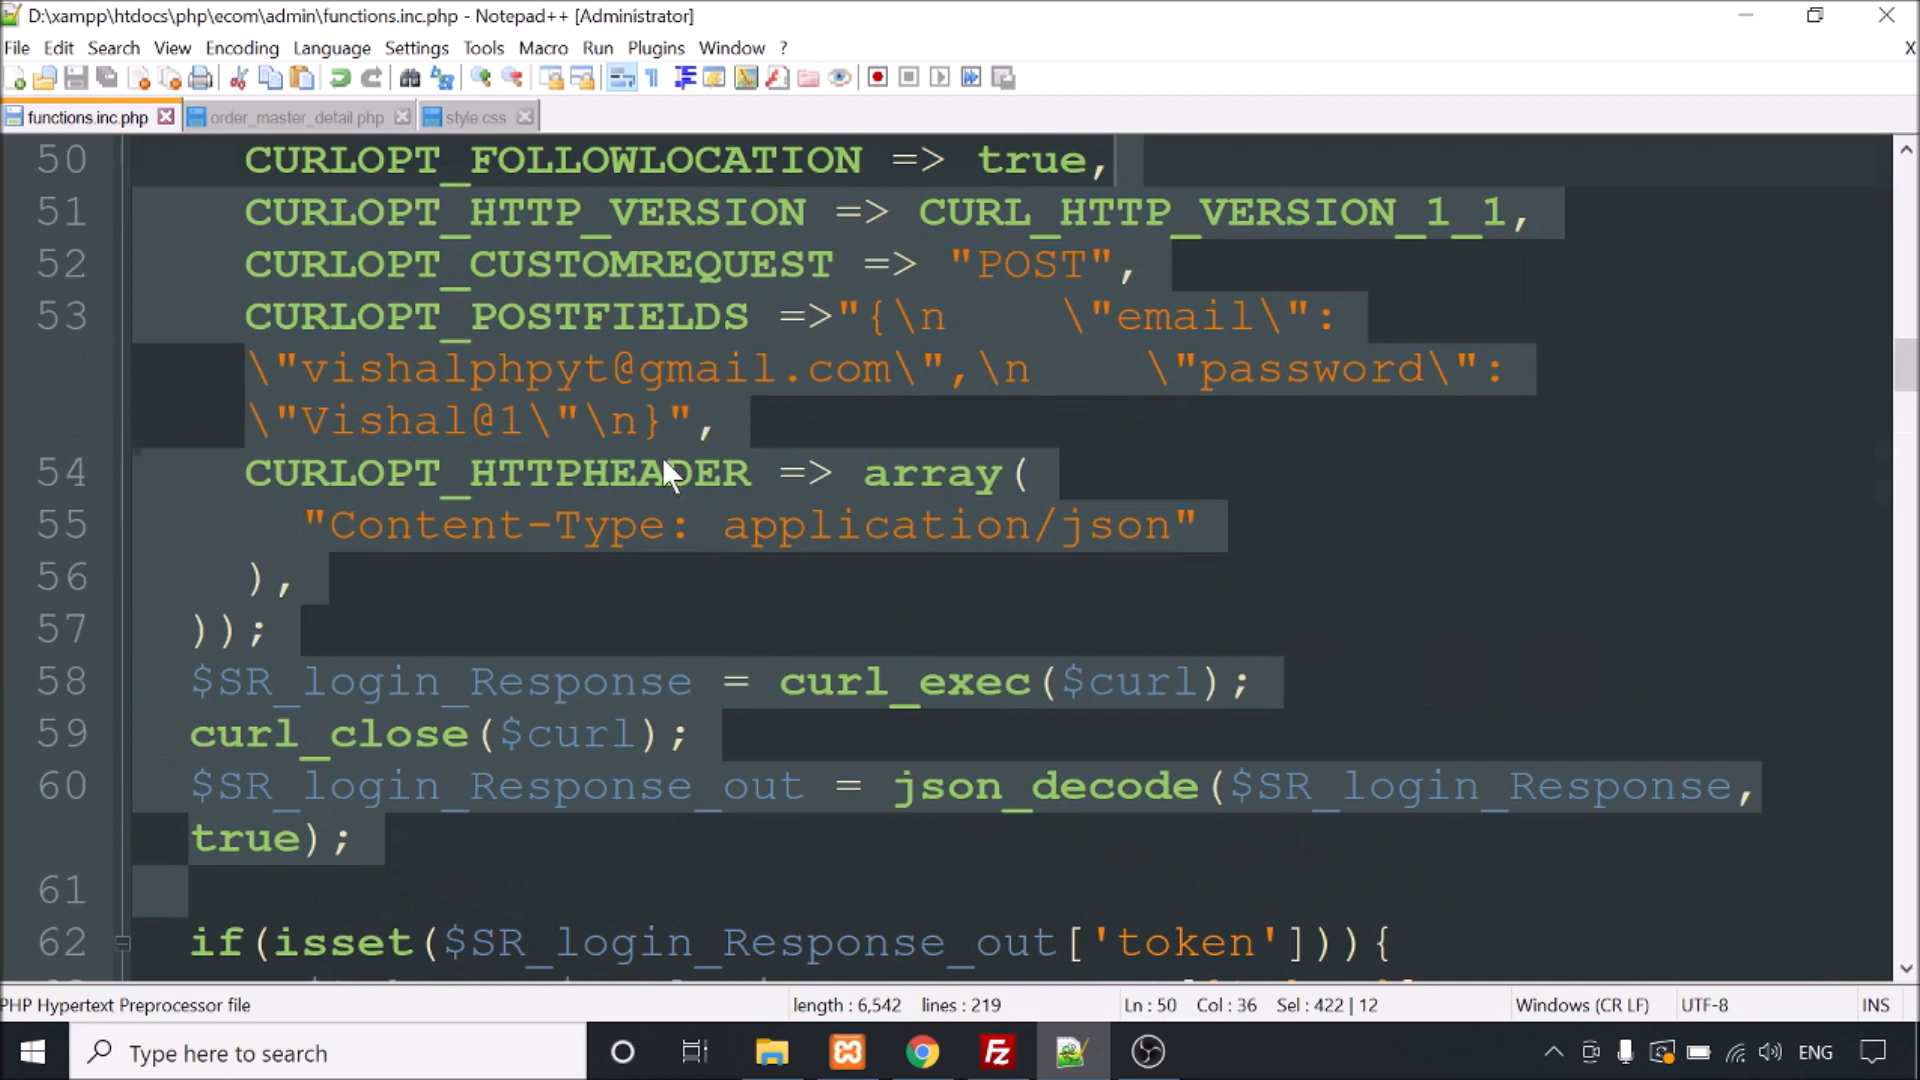 D:\xampp\htdocs\php\ecom\admin\functions.inc.php - Notepad++ [Administrator]
File Edit Search View Encoding Language Settings Tools Macro Run Plugins Window ? X
functions.inc.php order_master_detail.php style css
50 CURLOPT_FOLLOWLOCATION => true,
51 CURLOPT_HTTP_VERSION => CURL_HTTP_VERSION_1_1,
52 CURLOPT_CUSTOMREQUEST => "POST",
53 CURLOPT_POSTFIELDS =>"{\n    \"email\":
\"vishalphpyt@gmail.com\",\n    \"password\":
\"Vishal@1\"\n}",
54 CURLOPT_HTTPHEADER => array(
55 "Content-Type: application/json"
56 ),
57 ));
58 $SR_login_Response = curl_exec($curl);
59 curl_close($curl);
60 $SR_login_Response_out = json_decode($SR_login_Response,
true);
61
62 if(isset($SR_login_Response_out['token'])){
PHP Hypertext Preprocessor file length : 6,542 lines : 219 Ln : 50 Col : 36 Sel : 422 | 12 Windows (CR LF) UTF-8 INS
Type here to search ENG